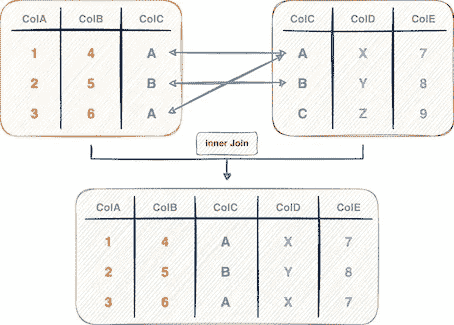 ColA ColB ColC
1 4 A
2 5 B
3 6 A
ColC ColD ColE
A X 7
B Y 8
C Z 9
inner Join
ColA ColB ColC ColD ColE
1 4 A X 7
2 5 B Y 8
3 6 A X 7